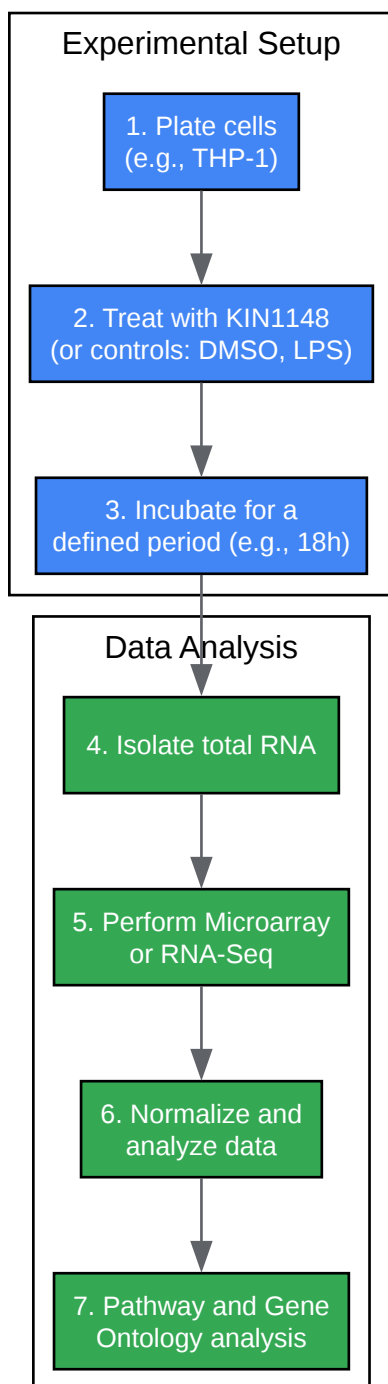 Experimental Setup
1. Plate cells
(e.g., THP-1)
2. Treat with KIN1148
(or controls: DMSO, LPS)
3. Incubate for a
defined period (e.g., 18h)
Data Analysis
4. Isolate total RNA
5. Perform Microarray
or RNA-Seq
6. Normalize and
analyze data
7. Pathway and Gene
Ontology analysis